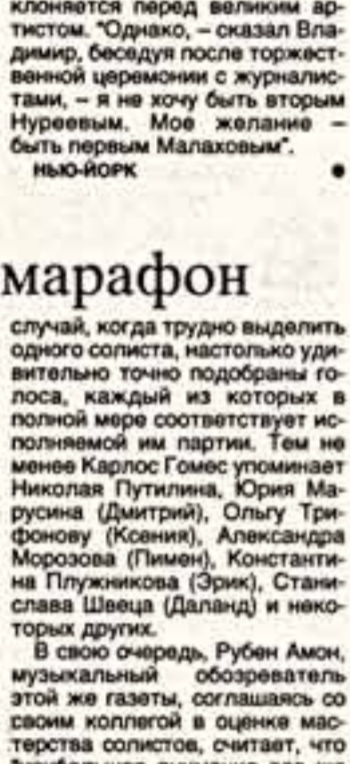 клоняется перед великим ар-
тистом. "Однако, – сказал Вла-
димир, беседуя после торжест-
венной церемонии с журналис-
тами, – я не хочу быть вторым
Нуреевым. Мое желание –
быть первым Малаховым".
НЬЮ-ЙОРК ●
марафон
случай, когда трудно выделить
одного солиста, настолько уди-
вительно точно подобраны го-
лоса, каждый из которых в
полной мере соответствует ис-
полняемой им партии. Тем не
менее Карлос Гомес упоминает
Николая Путилина, Юрия Ма-
русина (Дмитрий), Ольгу Три-
фонову (Ксения), Александра
Морозова (Пимен), Константи-
на Плужникова (Эрик), Стани-
слава Швеца (Даланд) и неко-
торых других.
В свою очередь, Рубен Амон,
музыкальный обозреватель
этой же газеты, соглашаясь со
своим коллегой в оценке мас-
терства солистов, считает, что